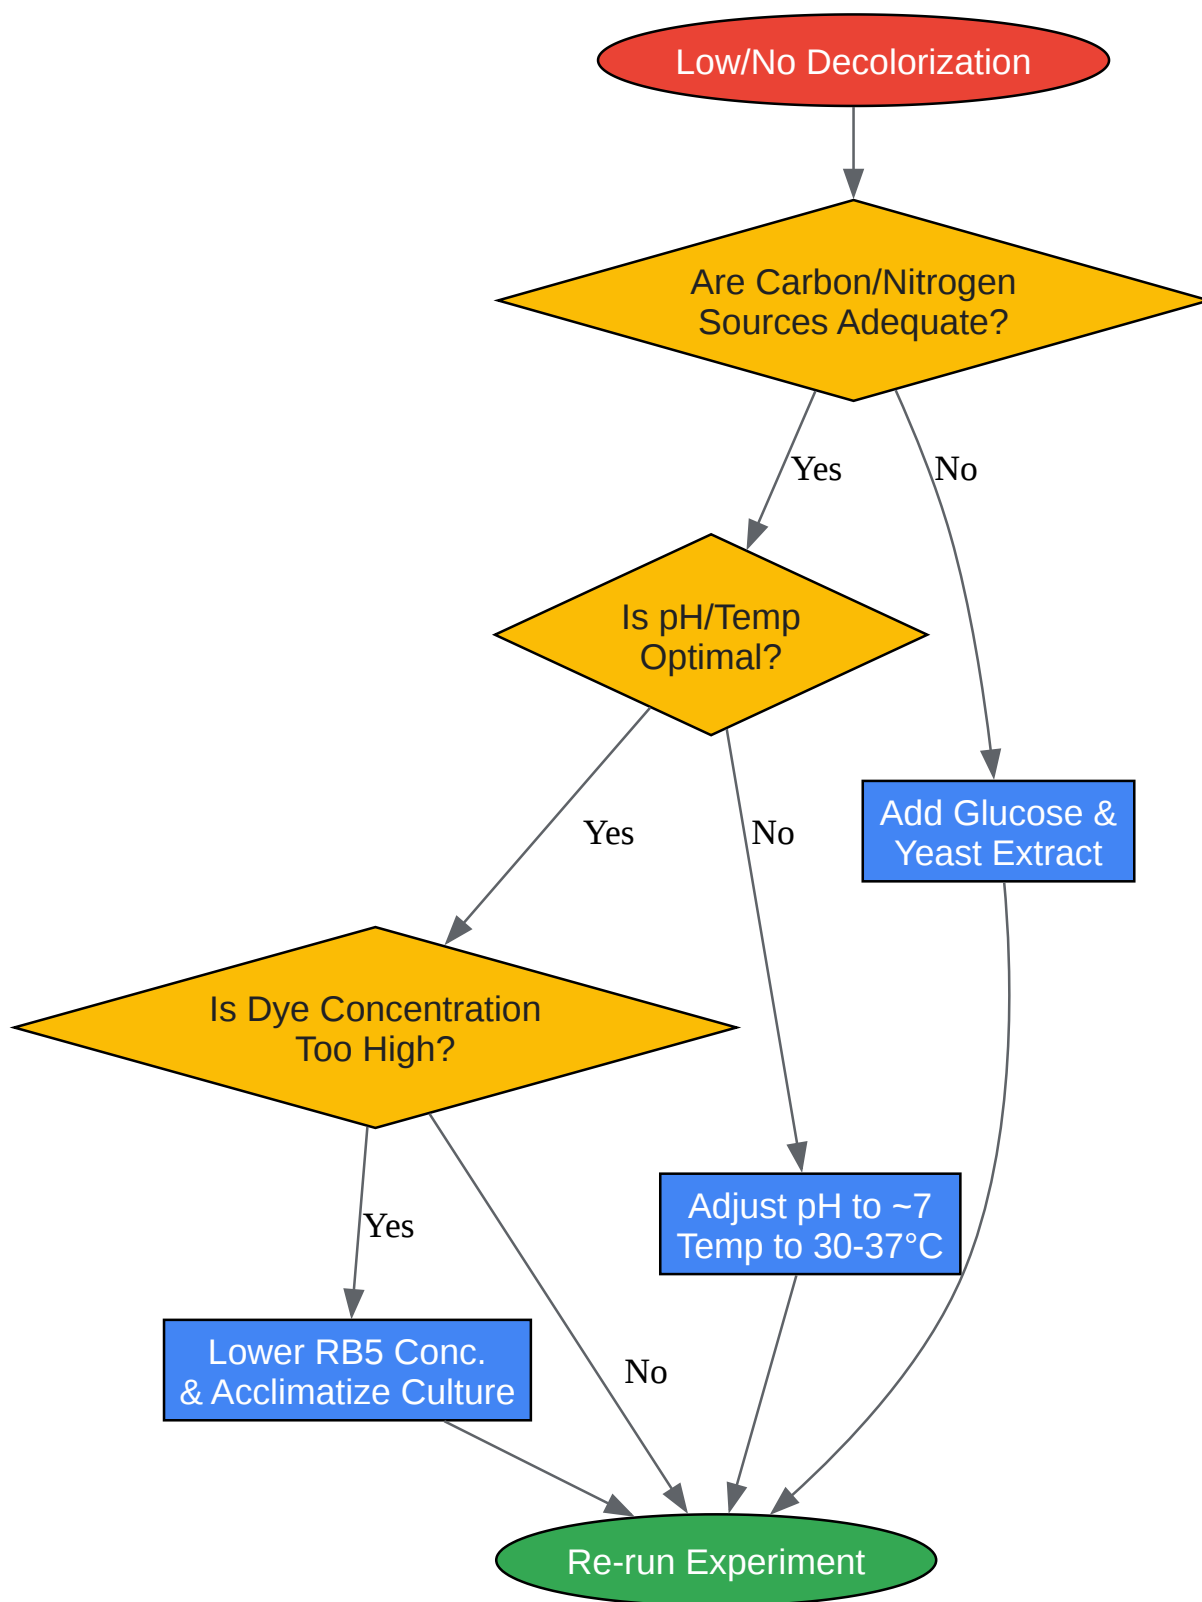 Low/No Decolorization
Are Carbon/Nitrogen
Sources Adequate?
Yes
No
Is pH/Temp
Optimal?
Yes
No
Add Glucose &
Yeast Extract
Is Dye Concentration
Too High?
Yes
No
Adjust pH to ~7
Temp to 30-37°C
Lower RB5 Conc.
& Acclimatize Culture
Re-run Experiment